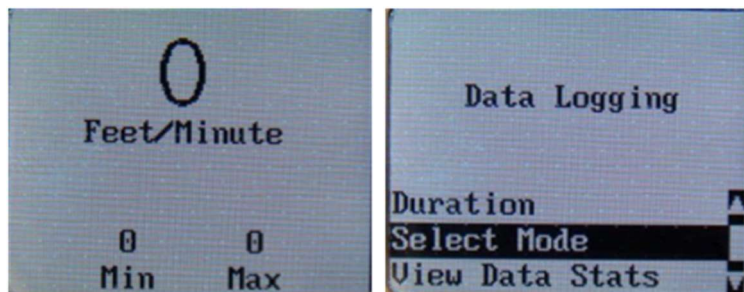 0
Feet/Minute
0 0
Min Max
Data Logging
Duration
Select Mode
View Data Stats